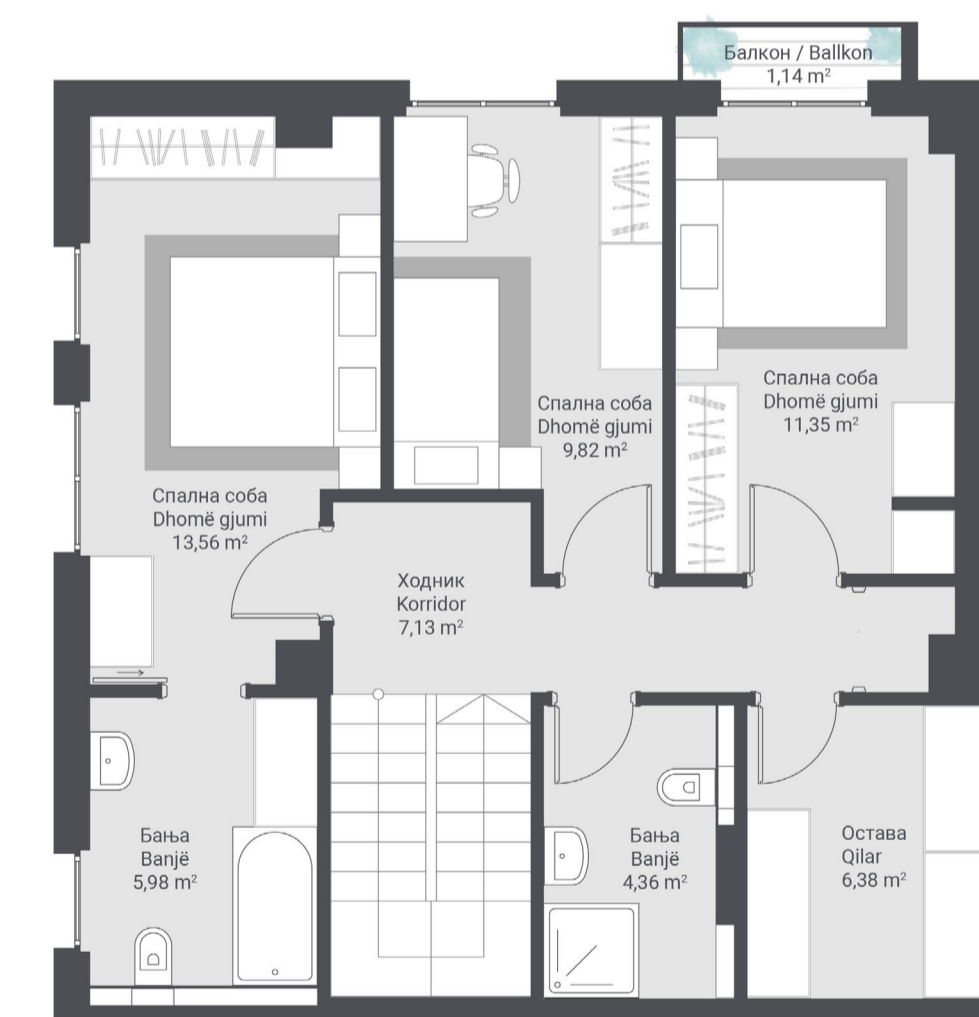 Балкон / Ballkon
1,14 m²
Спална соба
Dhomë gjumi
11,35 m²
Спална соба
Dhomë gjumi
9,82 m²
Спална соба
Dhomë gjumi
13,56 m²
Ходник
Korridor
7,13 m²
Бања
Banjë
5,98 m²
Бања
Banjë
4,36 m²
Остава
Qilar
6,38 m²